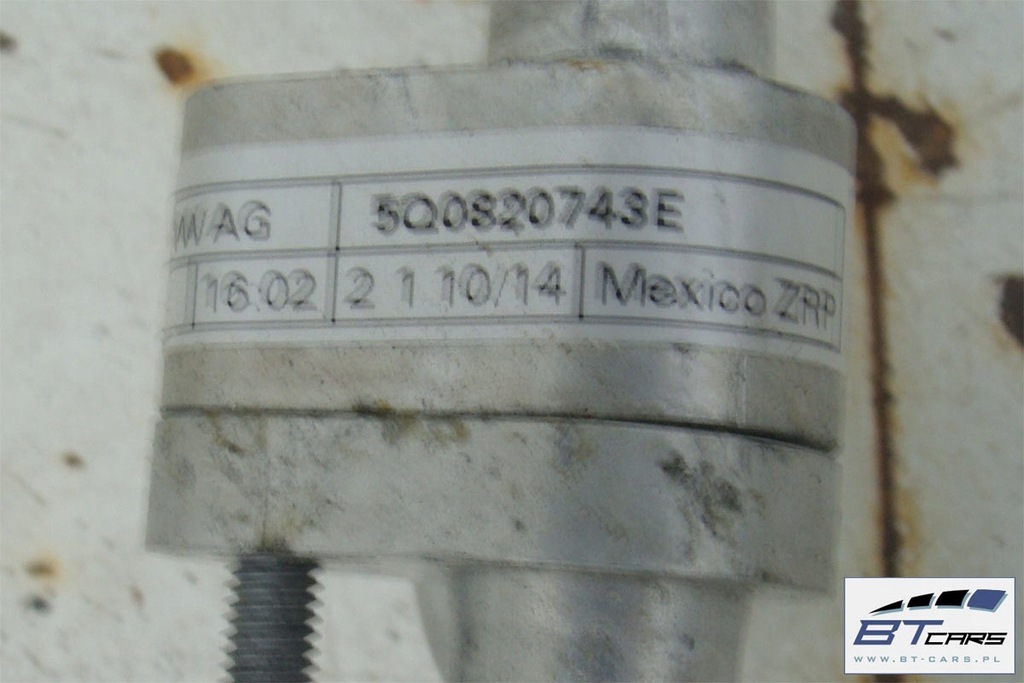 VW AG 5Q0820743E
16:02 2 1 10/14 Mexico ZRP
BT CARS
WWW.BT-CARS.PL